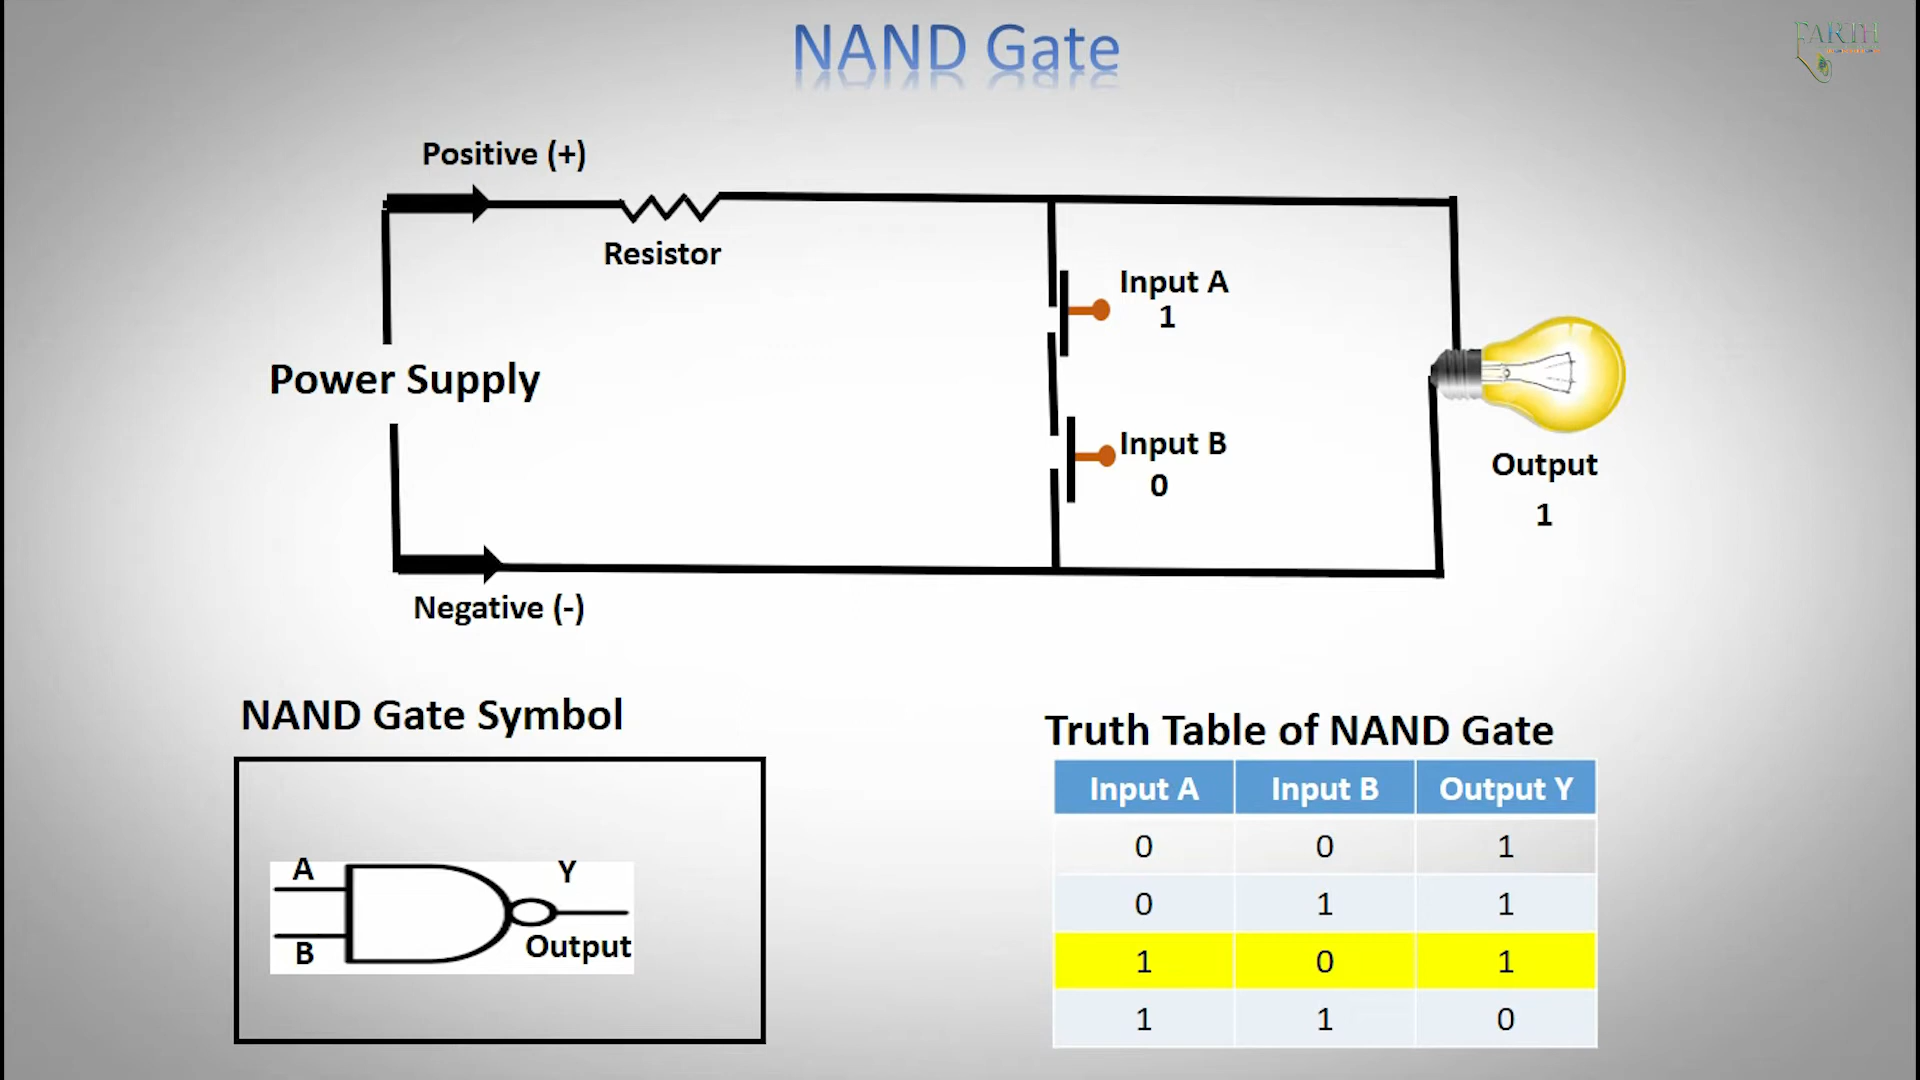 NAND Gate
EARTH
Positive (+)
Resistor
Input A
1
Power Supply
Input B
0
Output
1
Negative (-)
NAND Gate Symbol
A
Y
B
Output
Truth Table of NAND Gate
Input A Input B Output Y
0 0 1
0 1 1
1 0 1
1 1 0